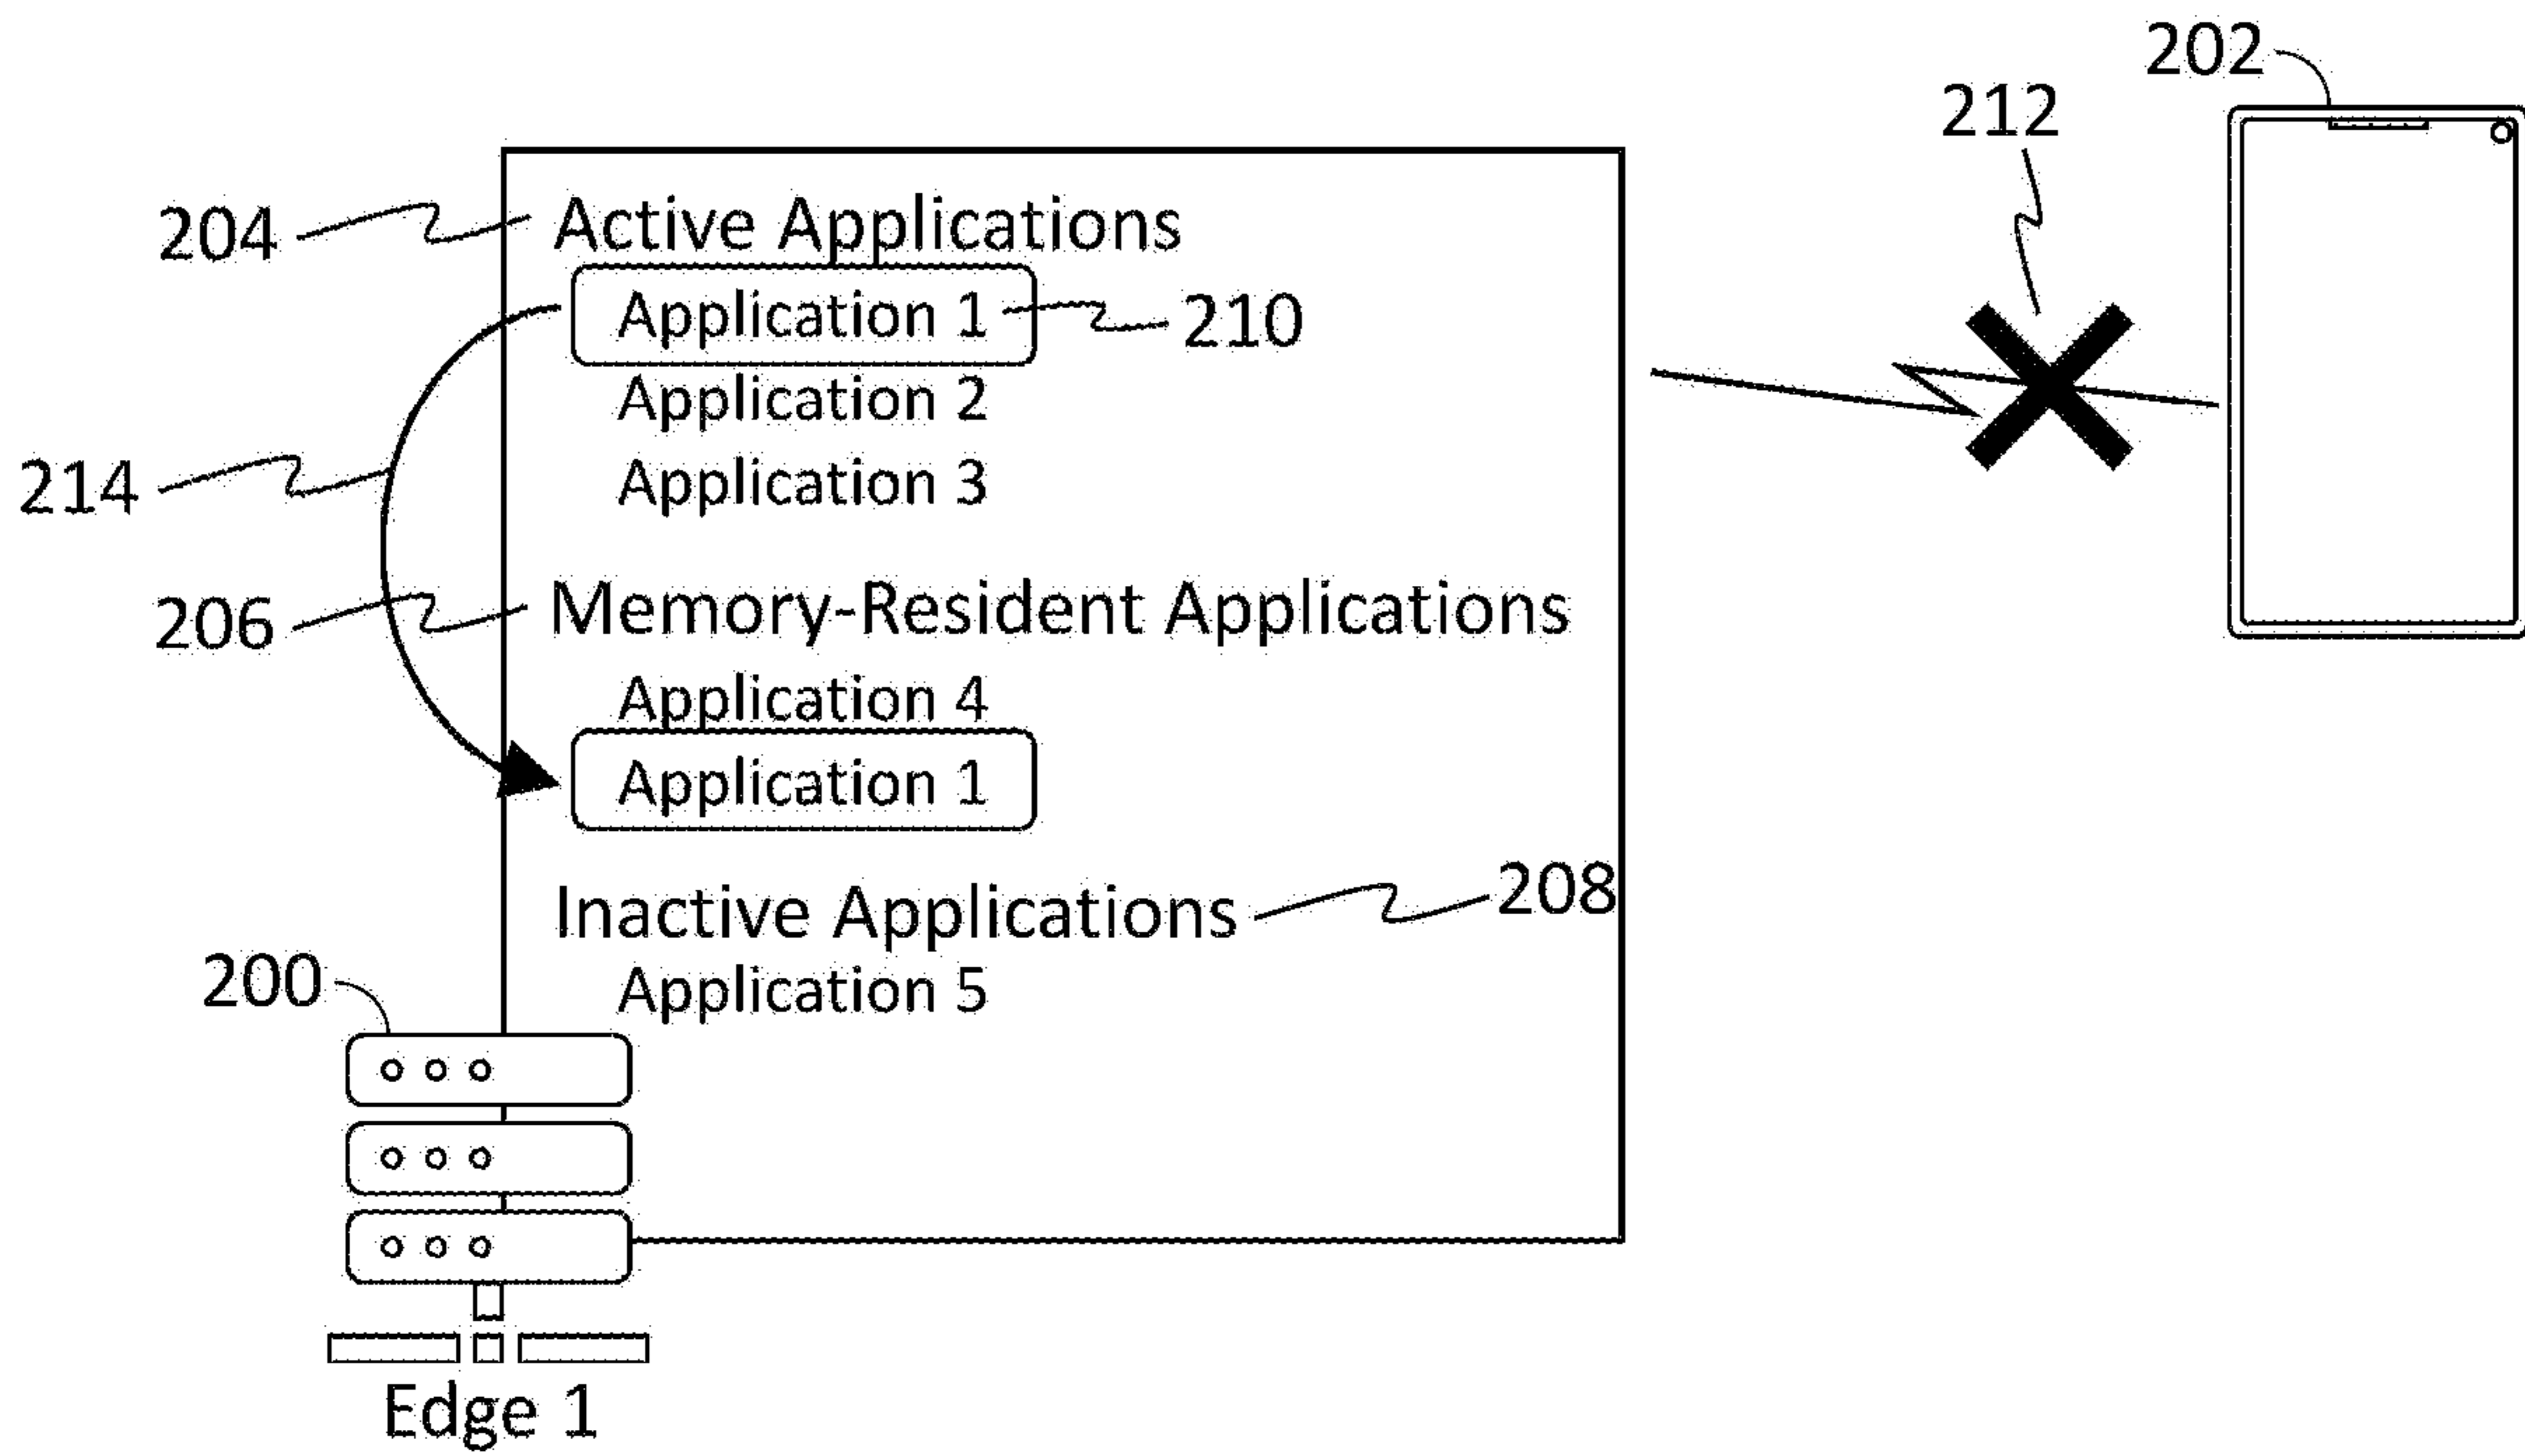 202
212
204 Active Applications
Application 1 210
Application 2
214 Application 3
206 Memory-Resident Applications
Application 4
Application 1
Inactive Applications 208
200 Application 5
Edge 1